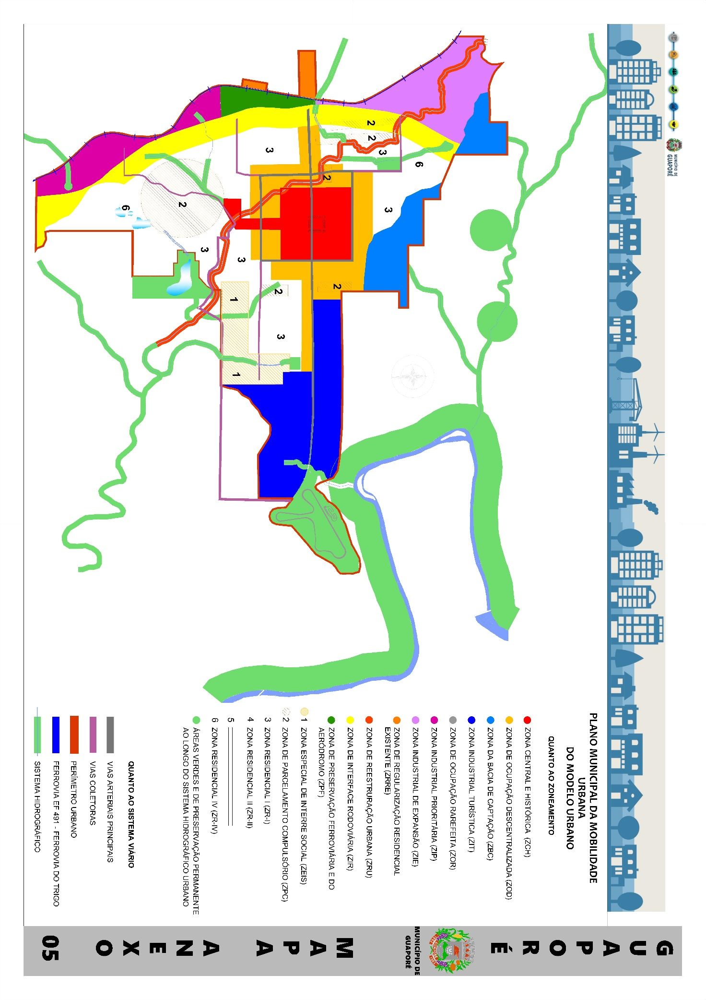 MUNICÍPIO DE
GUAPORÉ
PLANO MUNICIPAL DA MOBILIDADE
URBANA
DO MODELO URBANO
QUANTO AO ZONEAMENTO
ZONA CENTRAL E HISTÓRICA (ZCH)
ZONA DE OCUPAÇÃO DESCENTRALIZADA (ZOD)
ZONA DA BACIA DE CAPTAÇÃO (ZBC)
ZONA INDUSTRIAL TURÍSTICA (ZIT)
ZONA DE OCUPAÇÃO RAREFEITA (ZOR)
ZONA INDUSTRIAL PRIORITÁRIA (ZIP)
ZONA INDUSTRIAL DE EXPANSÃO (ZIE)
ZONA DE REGULARIZAÇÃO RESIDENCIAL
EXISTENTE (ZRRE)
ZONA DE REESTRURAÇÃO URBANA (ZRU)
ZONA DE INTERFACE RODOVIÁRIA (ZIR)
ZONA DE PRESERVAÇÃO FERROVIÁRIA E DO
AERÓDROMO (ZPF)
1 ZONA ESPECIAL DE INTERRE SOCIAL (ZEIS)
2 ZONA DE PARCELAMENTO COMPULSÓRIO (ZPC)
3 ZONA RESIDENCIAL I (ZR-I)
4 ZONA RESIDENCIAL II (ZR-II)
5
6 ZONA RESIDENCIAL IV (ZR-IV)
ÁREAS VERDES E DE PRESERVAÇÃO PERMANENTE
AO LONGO DO SISTEMA HIDROGRÁFICO URBANO
QUANTO AO SISTEMA VIÁRIO
VIAS ARTERIAIS PRINCIPAIS
VIAS COLETORAS
PERÍMETRO URBANO
FERROVIA EF 491 - FERROVIA DO TRIGO
SISTEMA HIDROGRÁFICO
6
3
3
2
2
2
2
3
3
2
3
1
1
3
2
6
GUAPORÉ
MUNICÍPIO DE
GUAPORÉ
MAPA ANEXO
05